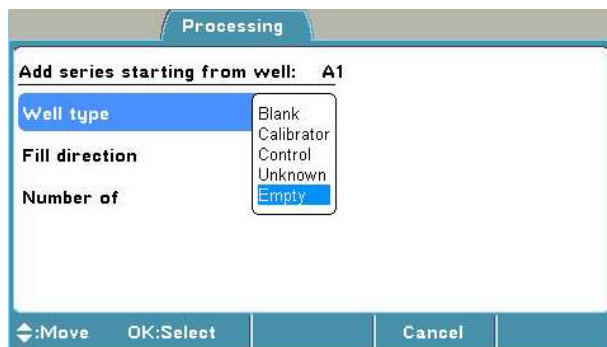 Processing
Add series starting from well: A1
Well type
Blank
Calibrator
Control
Unknown
Empty
Fill direction
Number of
:Move OK:Select Cancel